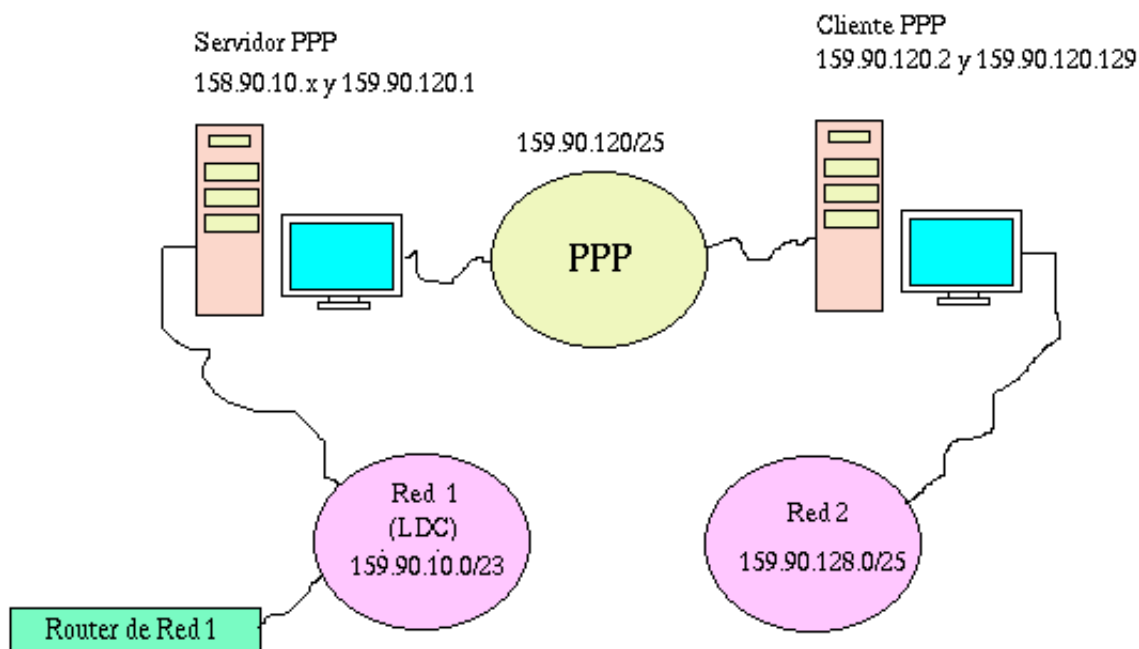 Servidor PPP
158.90.10.x y 159.90.120.1
Cliente PPP
159.90.120.2 y 159.90.120.129
159.90.120/25
PPP
Red 1
(LDC)
159.90.10.0/23
Red 2
159.90.128.0/25
Router de Red 1